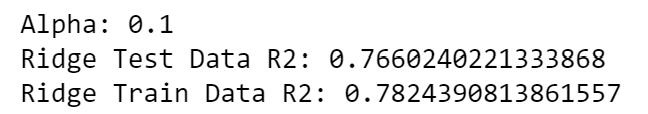 Alpha: 0.1
Ridge Test Data R2: 0.7660240221333868
Ridge Train Data R2: 0.7824390813861557